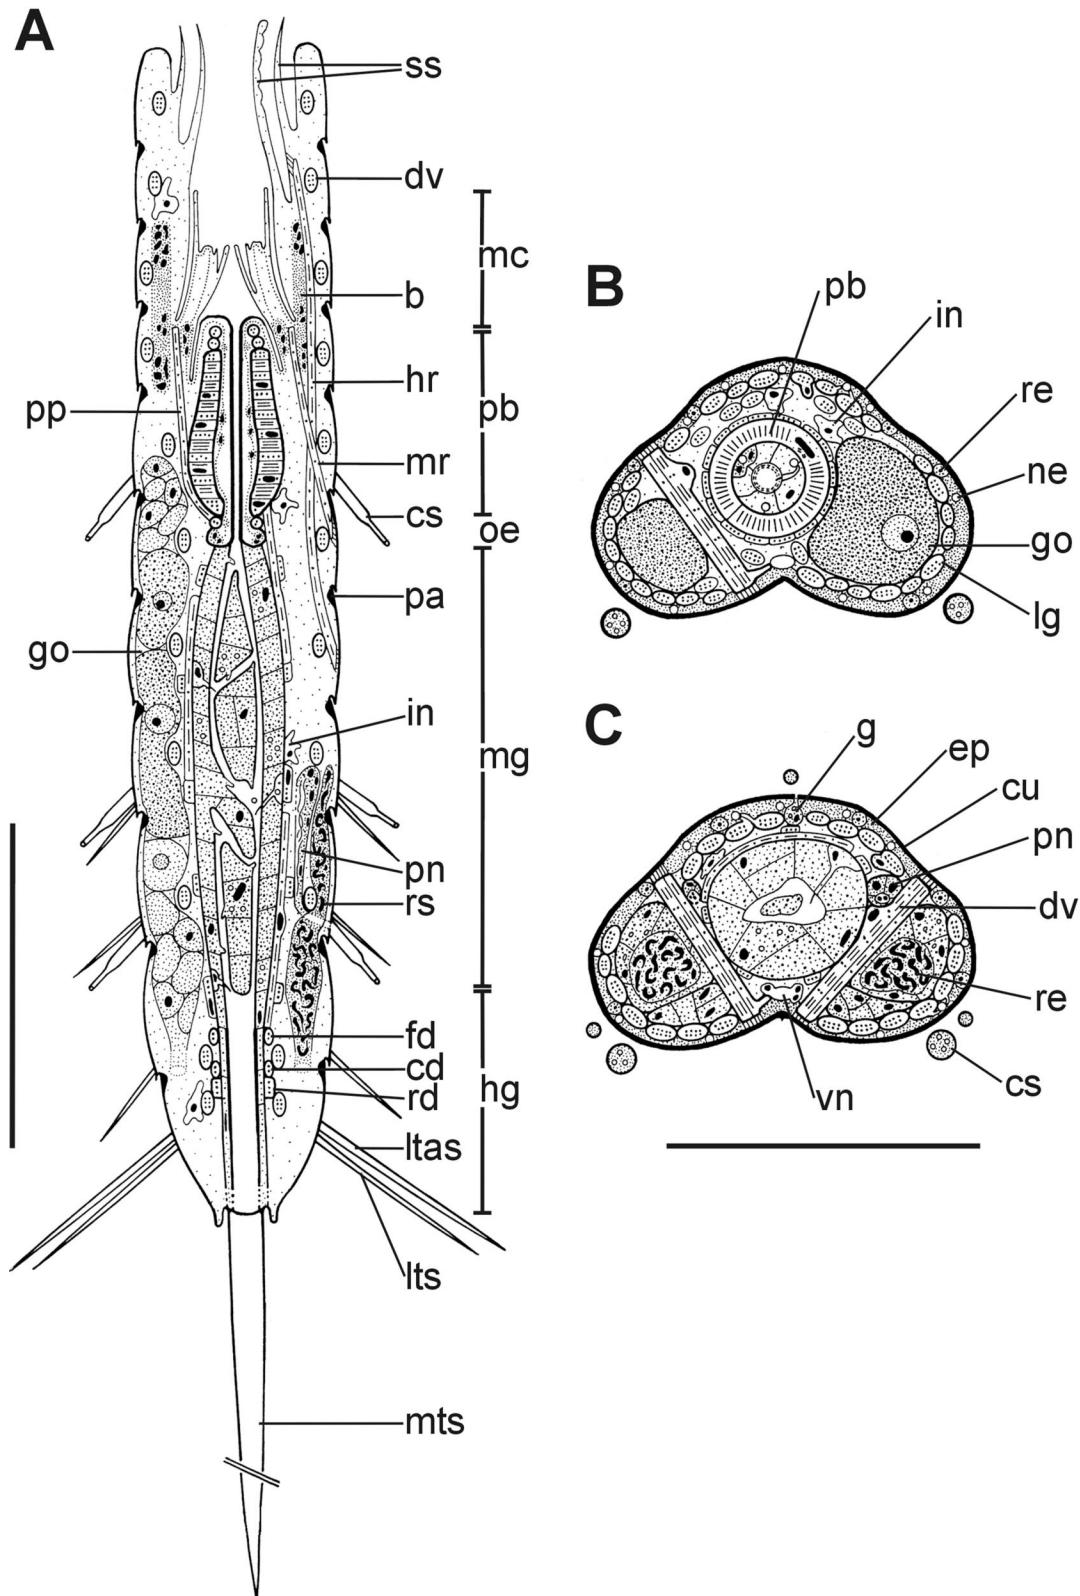 A
ss
dv
mc
b
hr
pb
pp
mr
cs
oe
pa
go
in
mg
pn
rs
fd
cd
rd
hg
ltas
lts
mts
B
pb
in
re
ne
go
lg
C
g
ep
cu
pn
dv
re
cs
vn